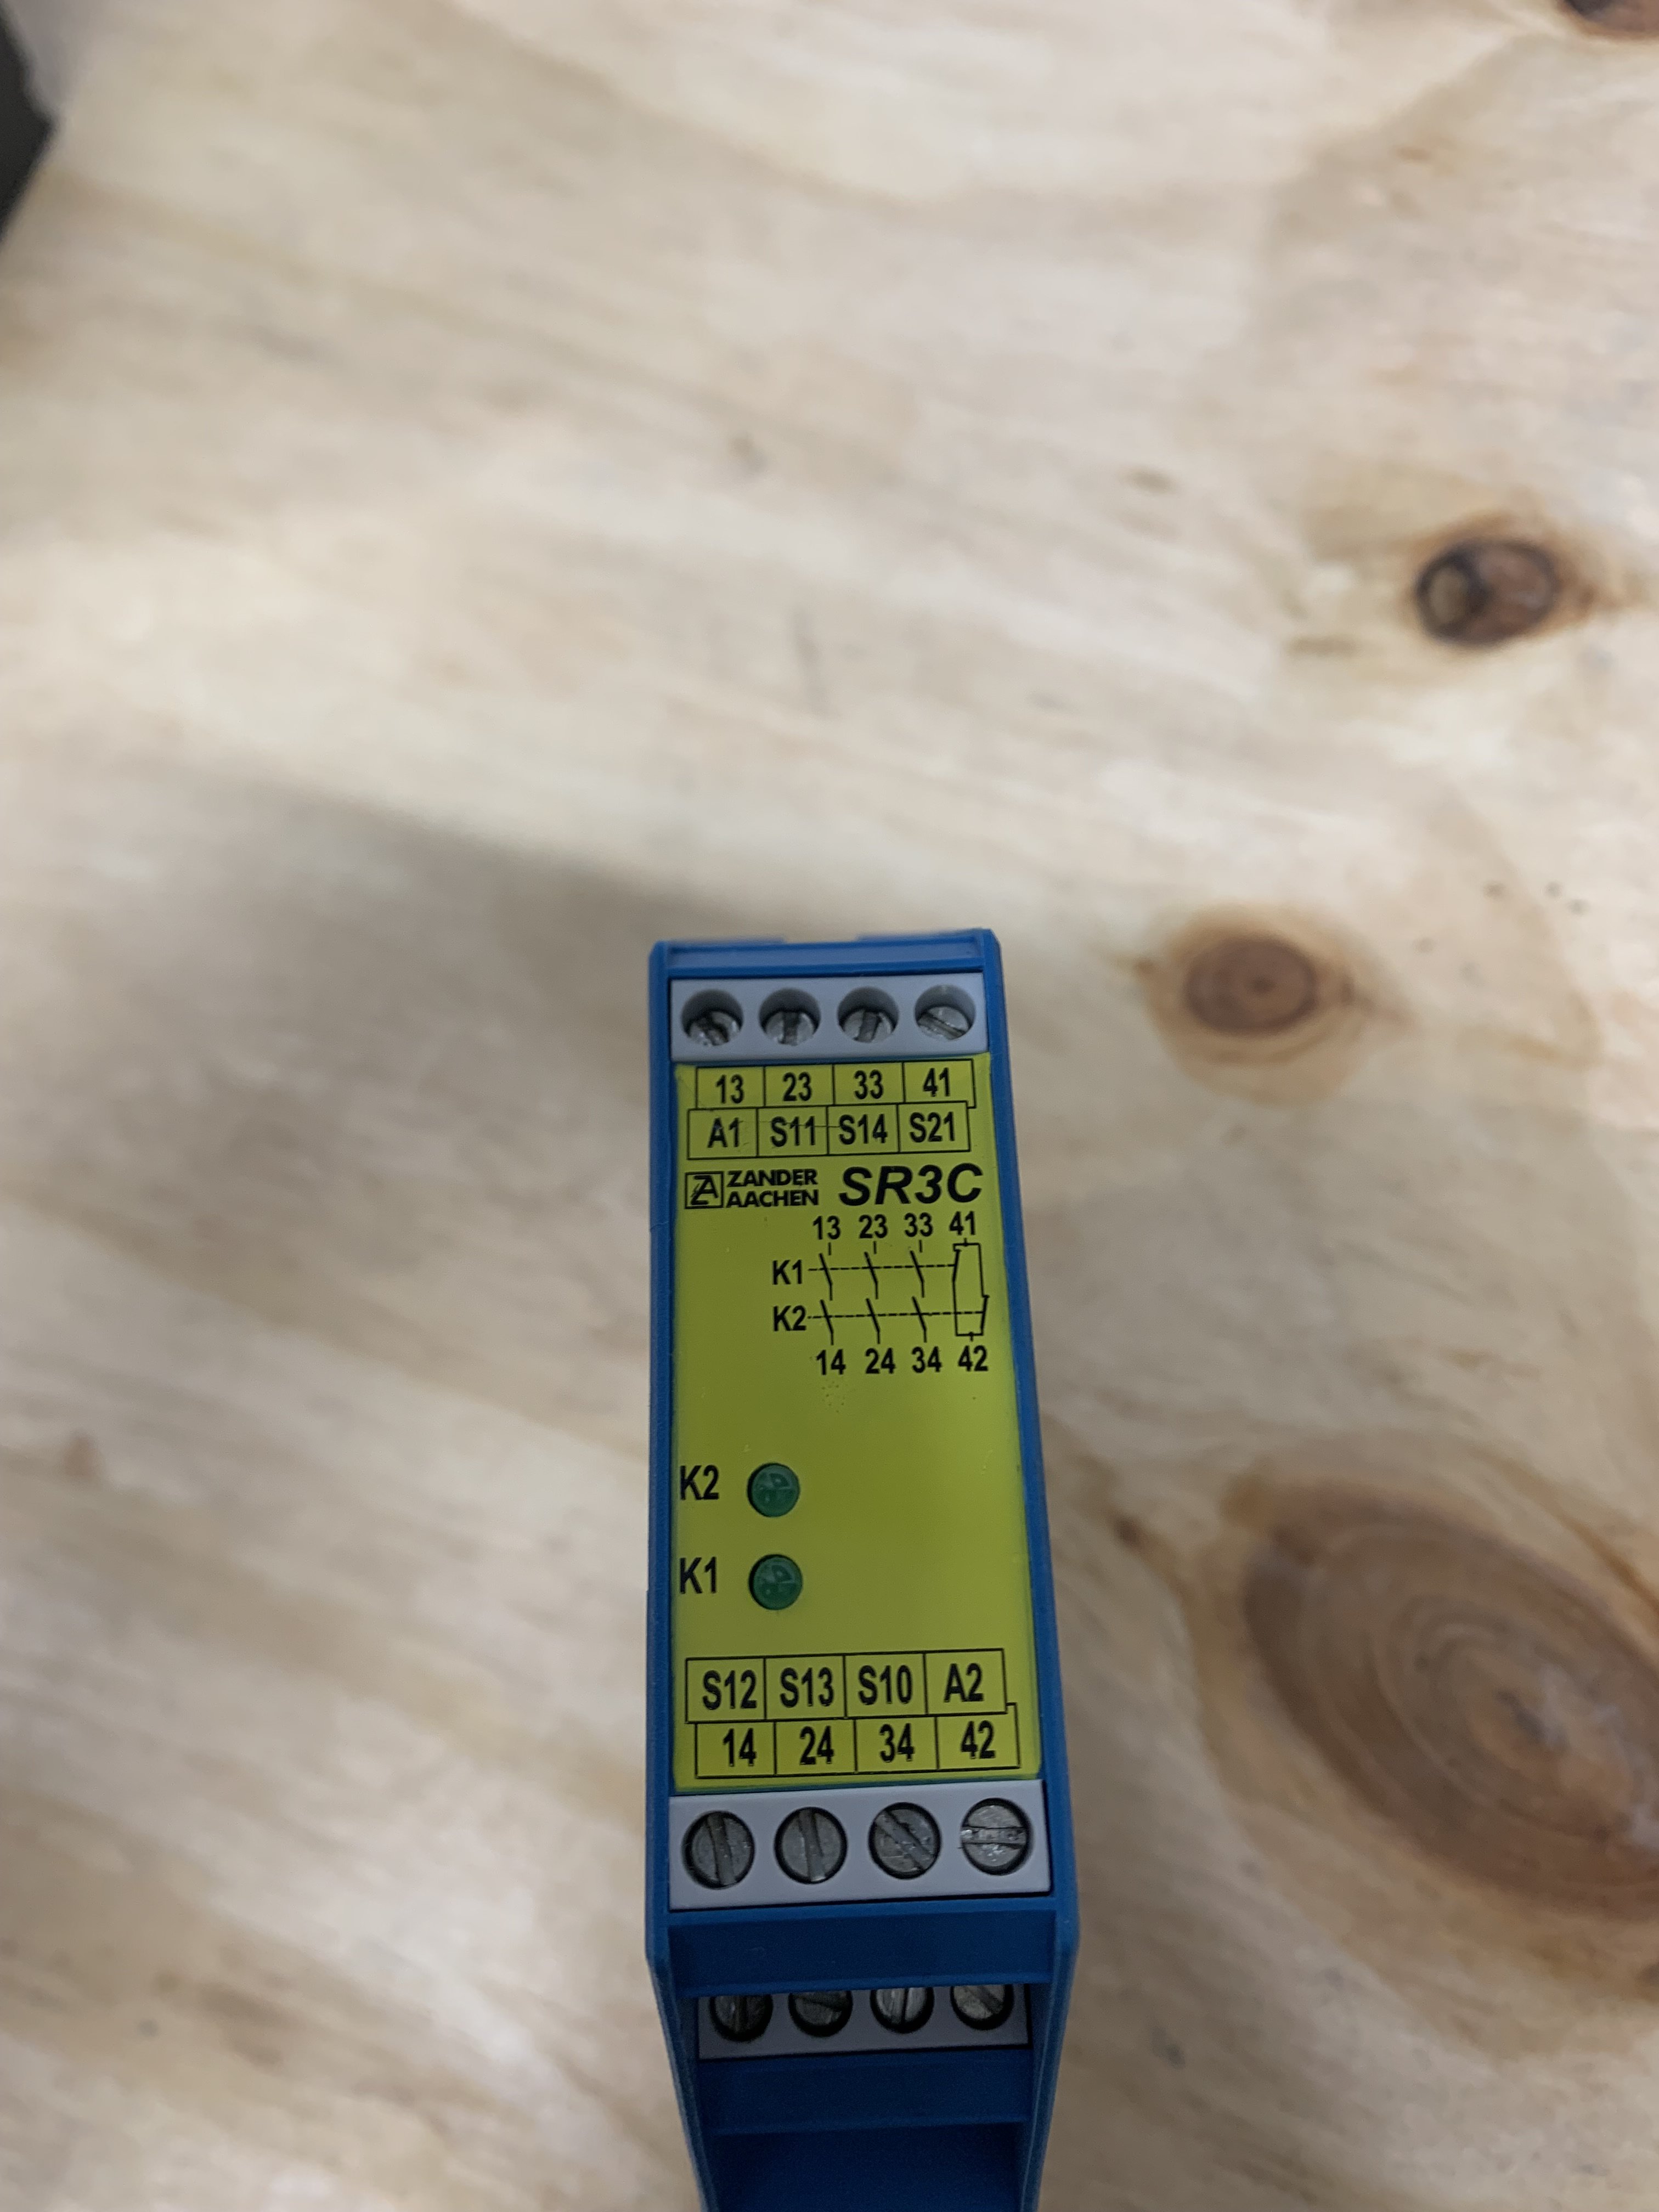 13 23 33 41
A1 S11 S14 S21
ZA ZANDER AACHEN SR3C
13 23 33 41
K1
K2
14 24 34 42
K2
K1
S12 S13 S10 A2
14 24 34 42